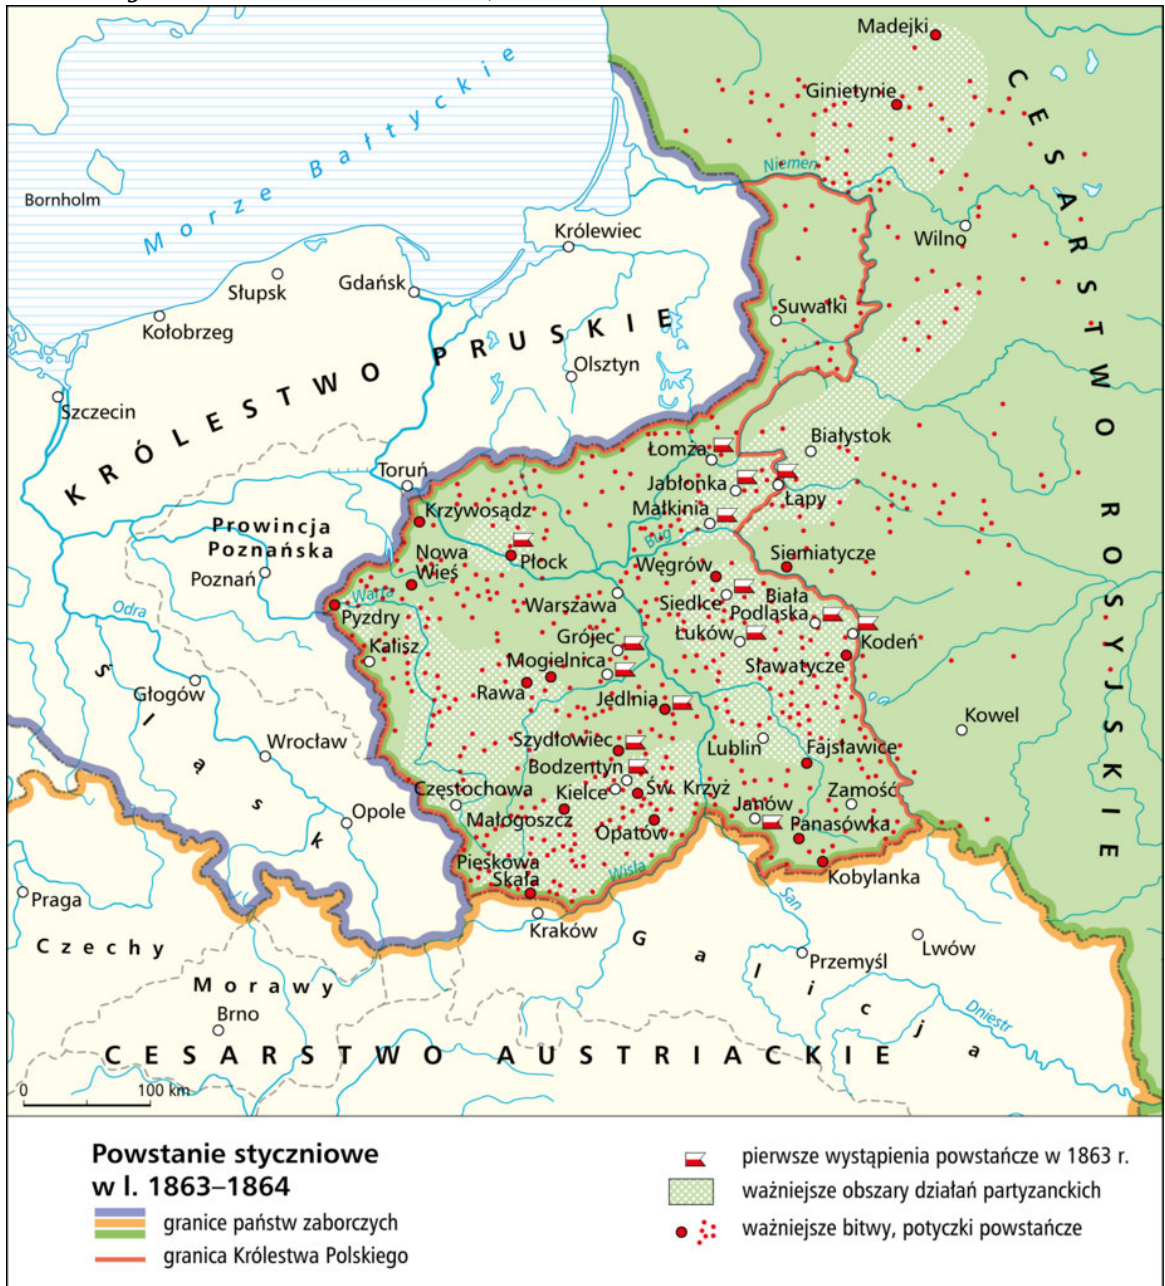 Madejki
Ginietynie
CESARSTWO ROSYJSKIE
Morze Bałtyckie
Bornholm
Niemen
Wilno
Królewiec
Słupsk
Gdańsk
Suwałki
Kołobrzeg
KRÓLESTWO PRUSKIE
Olsztyn
Szczecin
Białystok
Łomża
Toruń
Jabłonka
Łapy
Krzywosądz
Małkinia
Prowincja
Poznańska
Bug
Nowa
Wieś
Płock
Siemiatycze
Poznań
Węgrów
Warta
Warszawa
Siedlce
Biała
Podlaska
Odra
Pyzdry
Grójec
Łuków
Kodeń
Kalisz
Mogielnica
Sławatycze
Śląsk
Głogów
Rawa
Jedlnia
Kowel
Wrocław
Szydłowiec
Lublin
Fajsławice
Bodzentyn
Częstochowa
Kielce
Św. Krzyż
Zamość
Opole
Małogoszcz
Janów
Opatów
Panasówka
Pieskowa
Skała
Wisła
Kobylanka
Praga
San
Kraków
Galicja
Lwów
Czechy
Przemyśl
Morawy
Brno
Dniestr
CESARSTWO AUSTRIACKIE
0 100 km
Powstanie styczniowe
w l. 1863–1864
granice państw zaborczych
granica Królestwa Polskiego
pierwsze wystąpienia powstańcze w 1863 r.
ważniejsze obszary działań partyzanckich
ważniejsze bitwy, potyczki powstańcze